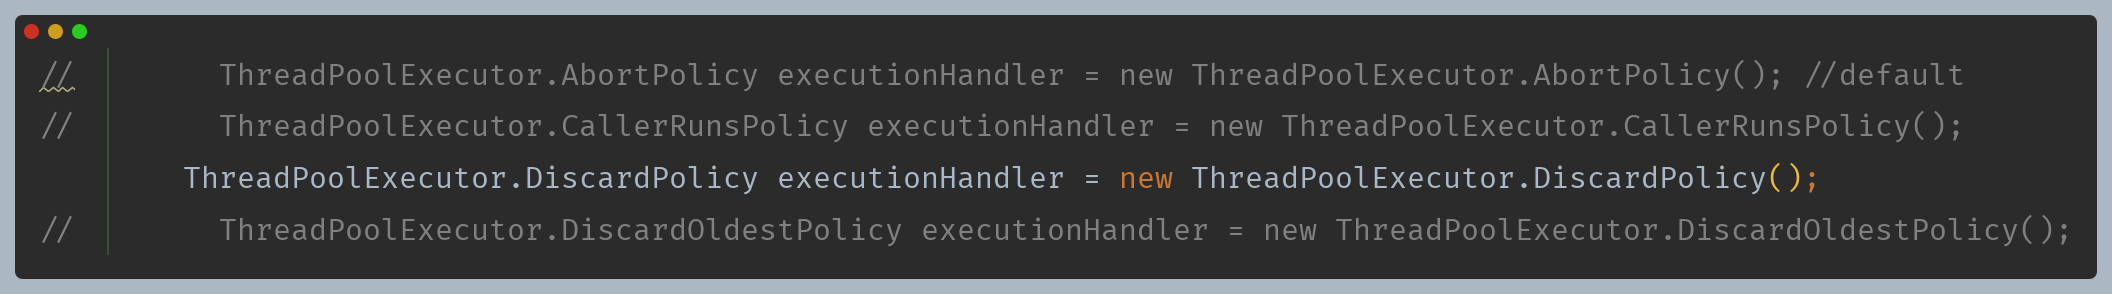 //        ThreadPoolExecutor.AbortPolicy executionHandler = new ThreadPoolExecutor.AbortPolicy(); //default
//        ThreadPoolExecutor.CallerRunsPolicy executionHandler = new ThreadPoolExecutor.CallerRunsPolicy();
        ThreadPoolExecutor.DiscardPolicy executionHandler = new ThreadPoolExecutor.DiscardPolicy();
//        ThreadPoolExecutor.DiscardOldestPolicy executionHandler = new ThreadPoolExecutor.DiscardOldestPolicy();